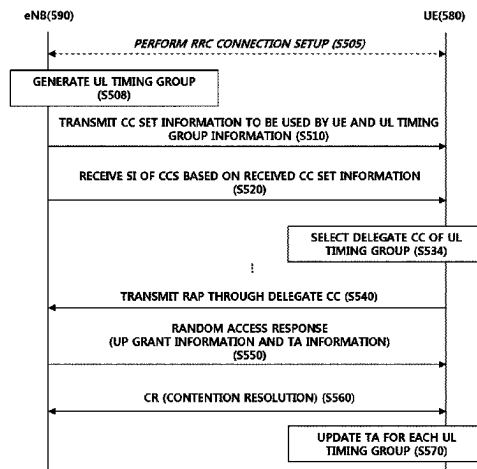 eNB(590)
UE(580)
PERFORM RRC CONNECTION SETUP (S505)
GENERATE UL TIMING GROUP
(S508)
TRANSMIT CC SET INFORMATION TO BE USED BY UE AND UL TIMING
GROUP INFORMATION (S510)
RECEIVE SI OF CCS BASED ON RECEIVED CC SET INFORMATION
(S520)
SELECT DELEGATE CC OF UL
TIMING GROUP (S534)
TRANSMIT RAP THROUGH DELEGATE CC (S540)
RANDOM ACCESS RESPONSE
(UP GRANT INFORMATION AND TA INFORMATION)
(S550)
CR (CONTENTION RESOLUTION) (S560)
UPDATE TA FOR EACH UL
TIMING GROUP (S570)